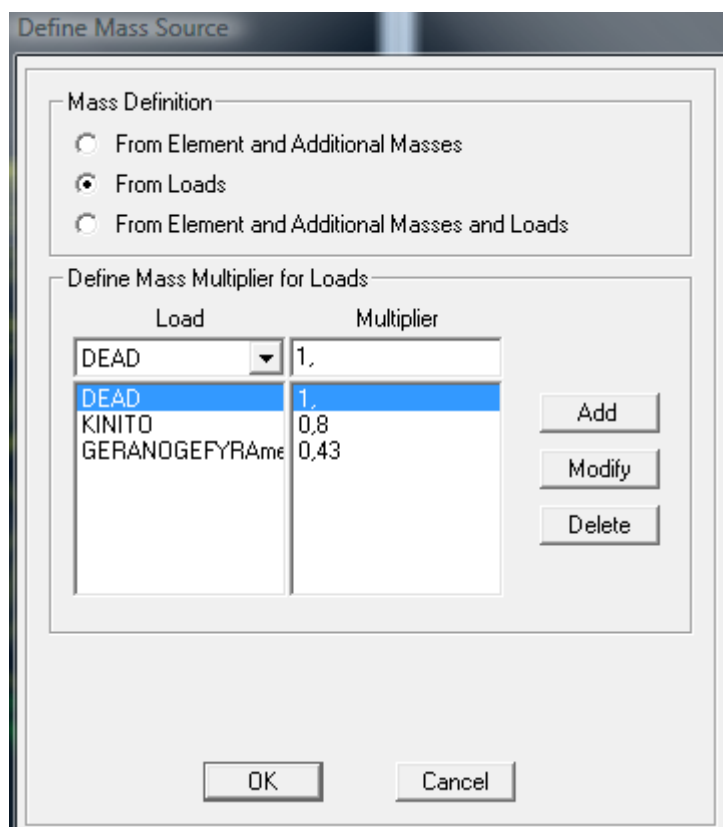 Define Mass Source
Mass Definition
From Element and Additional Masses
From Loads
From Element and Additional Masses and Loads
Define Mass Multiplier for Loads
Load Multiplier
DEAD 1,
DEAD 1,
KINITO 0,8
GERANOGEFYRAme 0,43
Add
Modify
Delete
OK Cancel